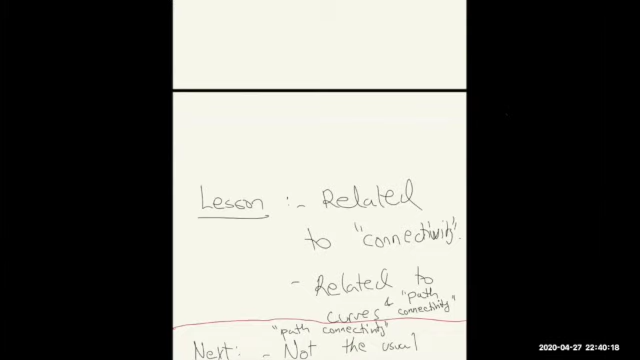 Lesson :- Related
to "connectivity".
- Related to
curves & "path
connectivity"
"path connectivity"
Next: - Not the usual
2020-04-27 22:40:18